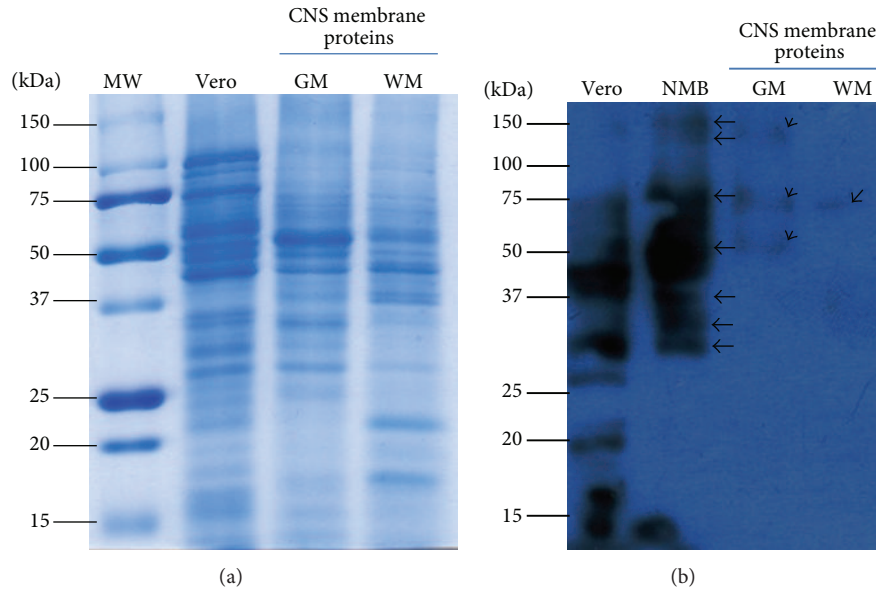 CNS membrane
proteins
(kDa) MW Vero GM WM
150
100
75
50
37
25
20
15
(a)
CNS membrane
proteins
(kDa) Vero NMB GM WM
150
100
75
50
37
25
20
15
(b)